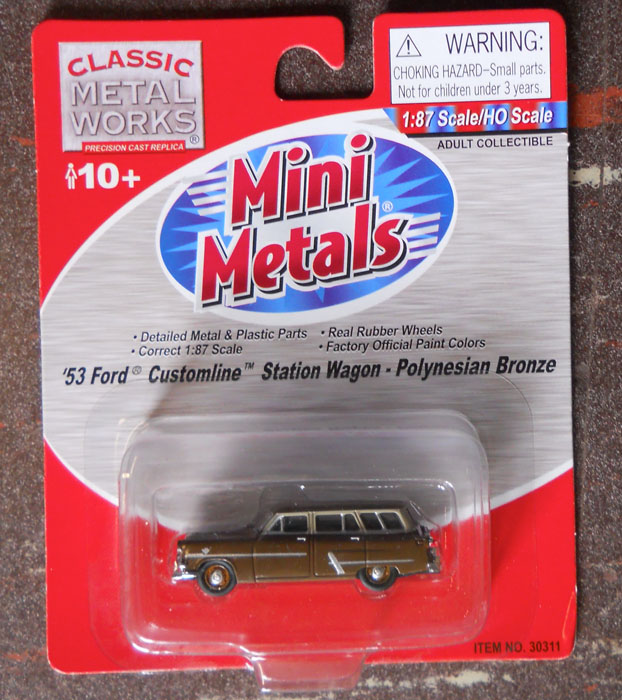 CLASSIC
METAL
WORKS®
PRECISION CAST REPLICA
10+
WARNING:
CHOKING HAZARD–Small parts.
Not for children under 3 years.
1:87 Scale/HO Scale
ADULT COLLECTIBLE
Mini
Metals®
• Detailed Metal & Plastic Parts • Real Rubber Wheels
• Correct 1:87 Scale • Factory Official Paint Colors
'53 Ford® Customline™ Station Wagon - Polynesian Bronze
ITEM NO. 30311